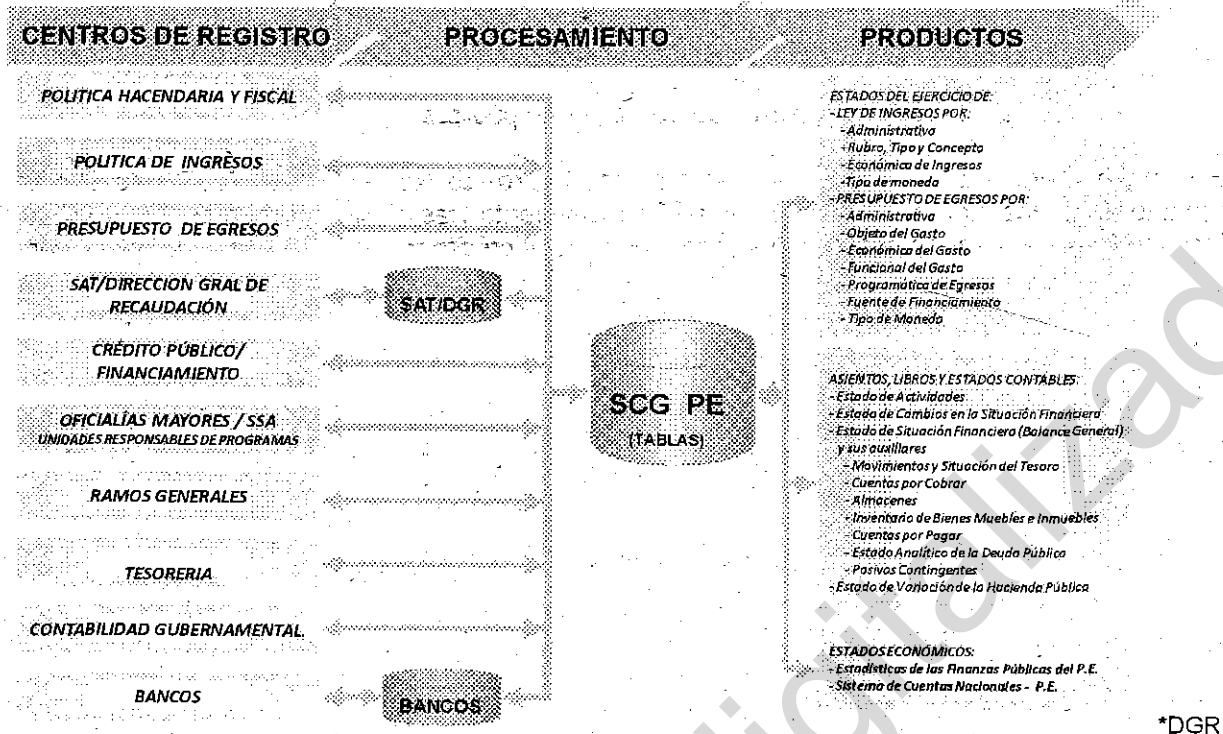 CENTROS DE REGISTRO
PROCESAMIENTO
PRODUCTOS
POLITICA HACENDARIA Y FISCAL
POLITICA DE INGRESOS
PRESUPUESTO DE EGRESOS
SAT/DIRECCION GRAL DE
RECAUDACIÓN
CRÉDITO PÚBLICO/
FINANCIAMIENTO
OFICIALÍAS MAYORES / SSA
UNIDADES RESPONSABLES DE PROGRAMAS
RAMOS GENERALES
TESORERIA
CONTABILIDAD GUBERNAMENTAL.
BANCOS
SAT/DGR
BANCOS
SCG PE
(TABLAS)
ESTADOS DEL EJERCICIO DE:
- LEY DE INGRESOS POR:
- Administrativa
- Rubro, Tipo y Concepto
- Económica de Ingresos
- Tipo de moneda
- PRESUPUESTO DE EGRESOS POR:
- Administrativa
- Objeto del Gasto
- Económica del Gasto
- Funcional del Gasto
- Programática de Egresos
- Fuente de Financiamiento
- Tipo de Moneda
ASIENTOS, LIBROS Y ESTADOS CONTABLES:
- Estado de Actividades
- Estado de Cambios en la Situación Financiera
- Estado de Situación Financiera (Balance General)
y sus auxiliares
- Movimientos y Situación del Tesoro
- Cuentas por Cobrar
- Almacenes
- Inventario de Bienes Muebles e Inmuebles
- Cuentas por Pagar
- Estado Analítico de la Deuda Pública
- Pasivos Contingentes
- Estado de Variación de la Hacienda Pública
ESTADOS ECONÓMICOS:
- Estadísticas de las Finanzas Públicas del P.E.
- Sistema de Cuentas Nacionales - P.E.
*DGR
digitalizad